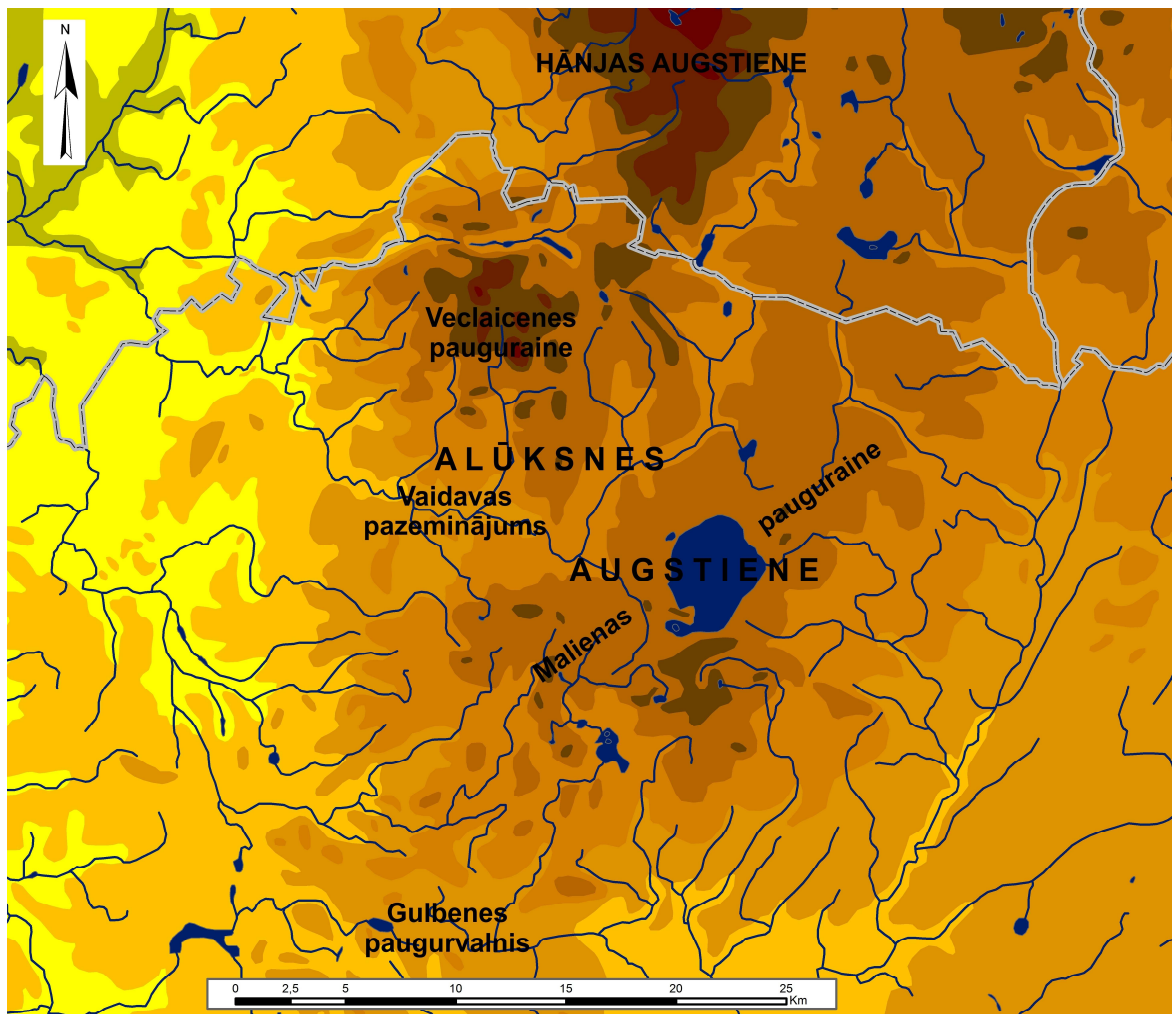 N
HĀNJAS AUGSTIENE
Veclaicenes
pauguraine
ALŪKSNES
Vaidavas
pazeminājums
pauguraine
AUGSTIENE
Malienas
Gulbenes
paugurvalnis
0 2,5 5 10 15 20 25
Km